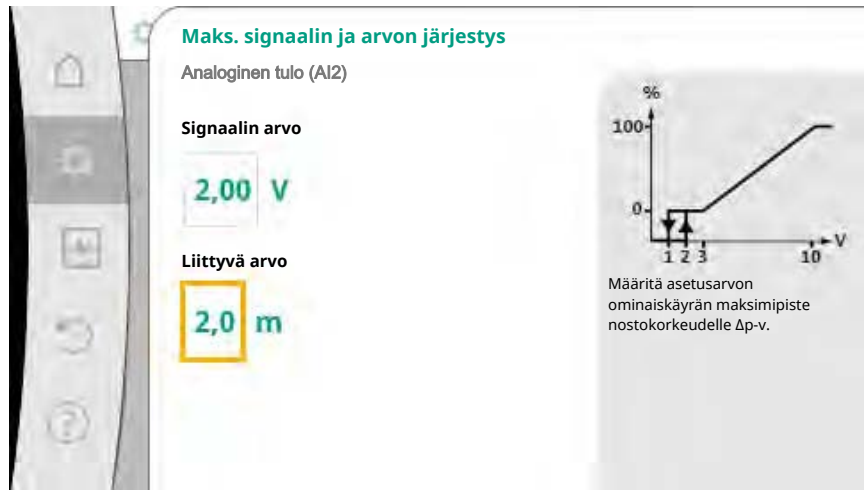 Maks. signaalin ja arvon järjestys
Analoginen tulo (AI2)
Signaalin arvo
2,00 V
Liittyvä arvo
2,0 m
%
100
0
1 2 3 10 V
Määritä asetusarvon
ominaiskäyrän maksimipiste
nostokorkeudelle Δp-v.
?